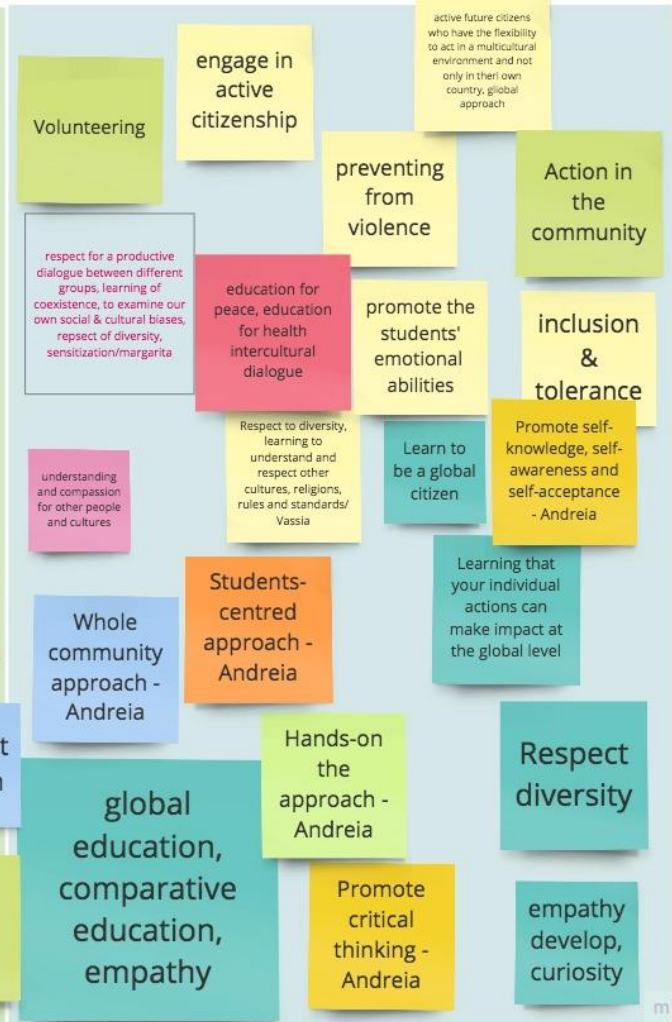 active future citizens
who have the flexibility
to act in a multicultural
environment and not
only in theri own
country, gliobal
approach
engage in
active
citizenship
Volunteering
preventing
from
violence
Action in
the
community
respect for a productive
dialogue between different
groups, learning of
coexistence, to examine our
own social & cultural biases,
repsect of diversity,
sensitization/margarita
education for
peace, education
for health
intercultural
dialogue
promote the
students'
emotional
abilities
inclusion
&
tolerance
Respect to diversity,
learning to
understand and
respect other
cultures, religions,
rules and standards/
Vassia
Learn to
be a global
citizen
Promote self-
knowledge, self-
awareness and
self-acceptance
- Andreia
understanding
and compassion
for other people
and cultures
Students-
centred
approach -
Andreia
Learning that
your individual
actions can
make impact at
the global level
Whole
community
approach -
Andreia
t
Hands-on
the
approach -
Andreia
Respect
diversity
global
education,
comparative
education,
empathy
Promote
critical
thinking -
Andreia
empathy
develop,
curiosity
m